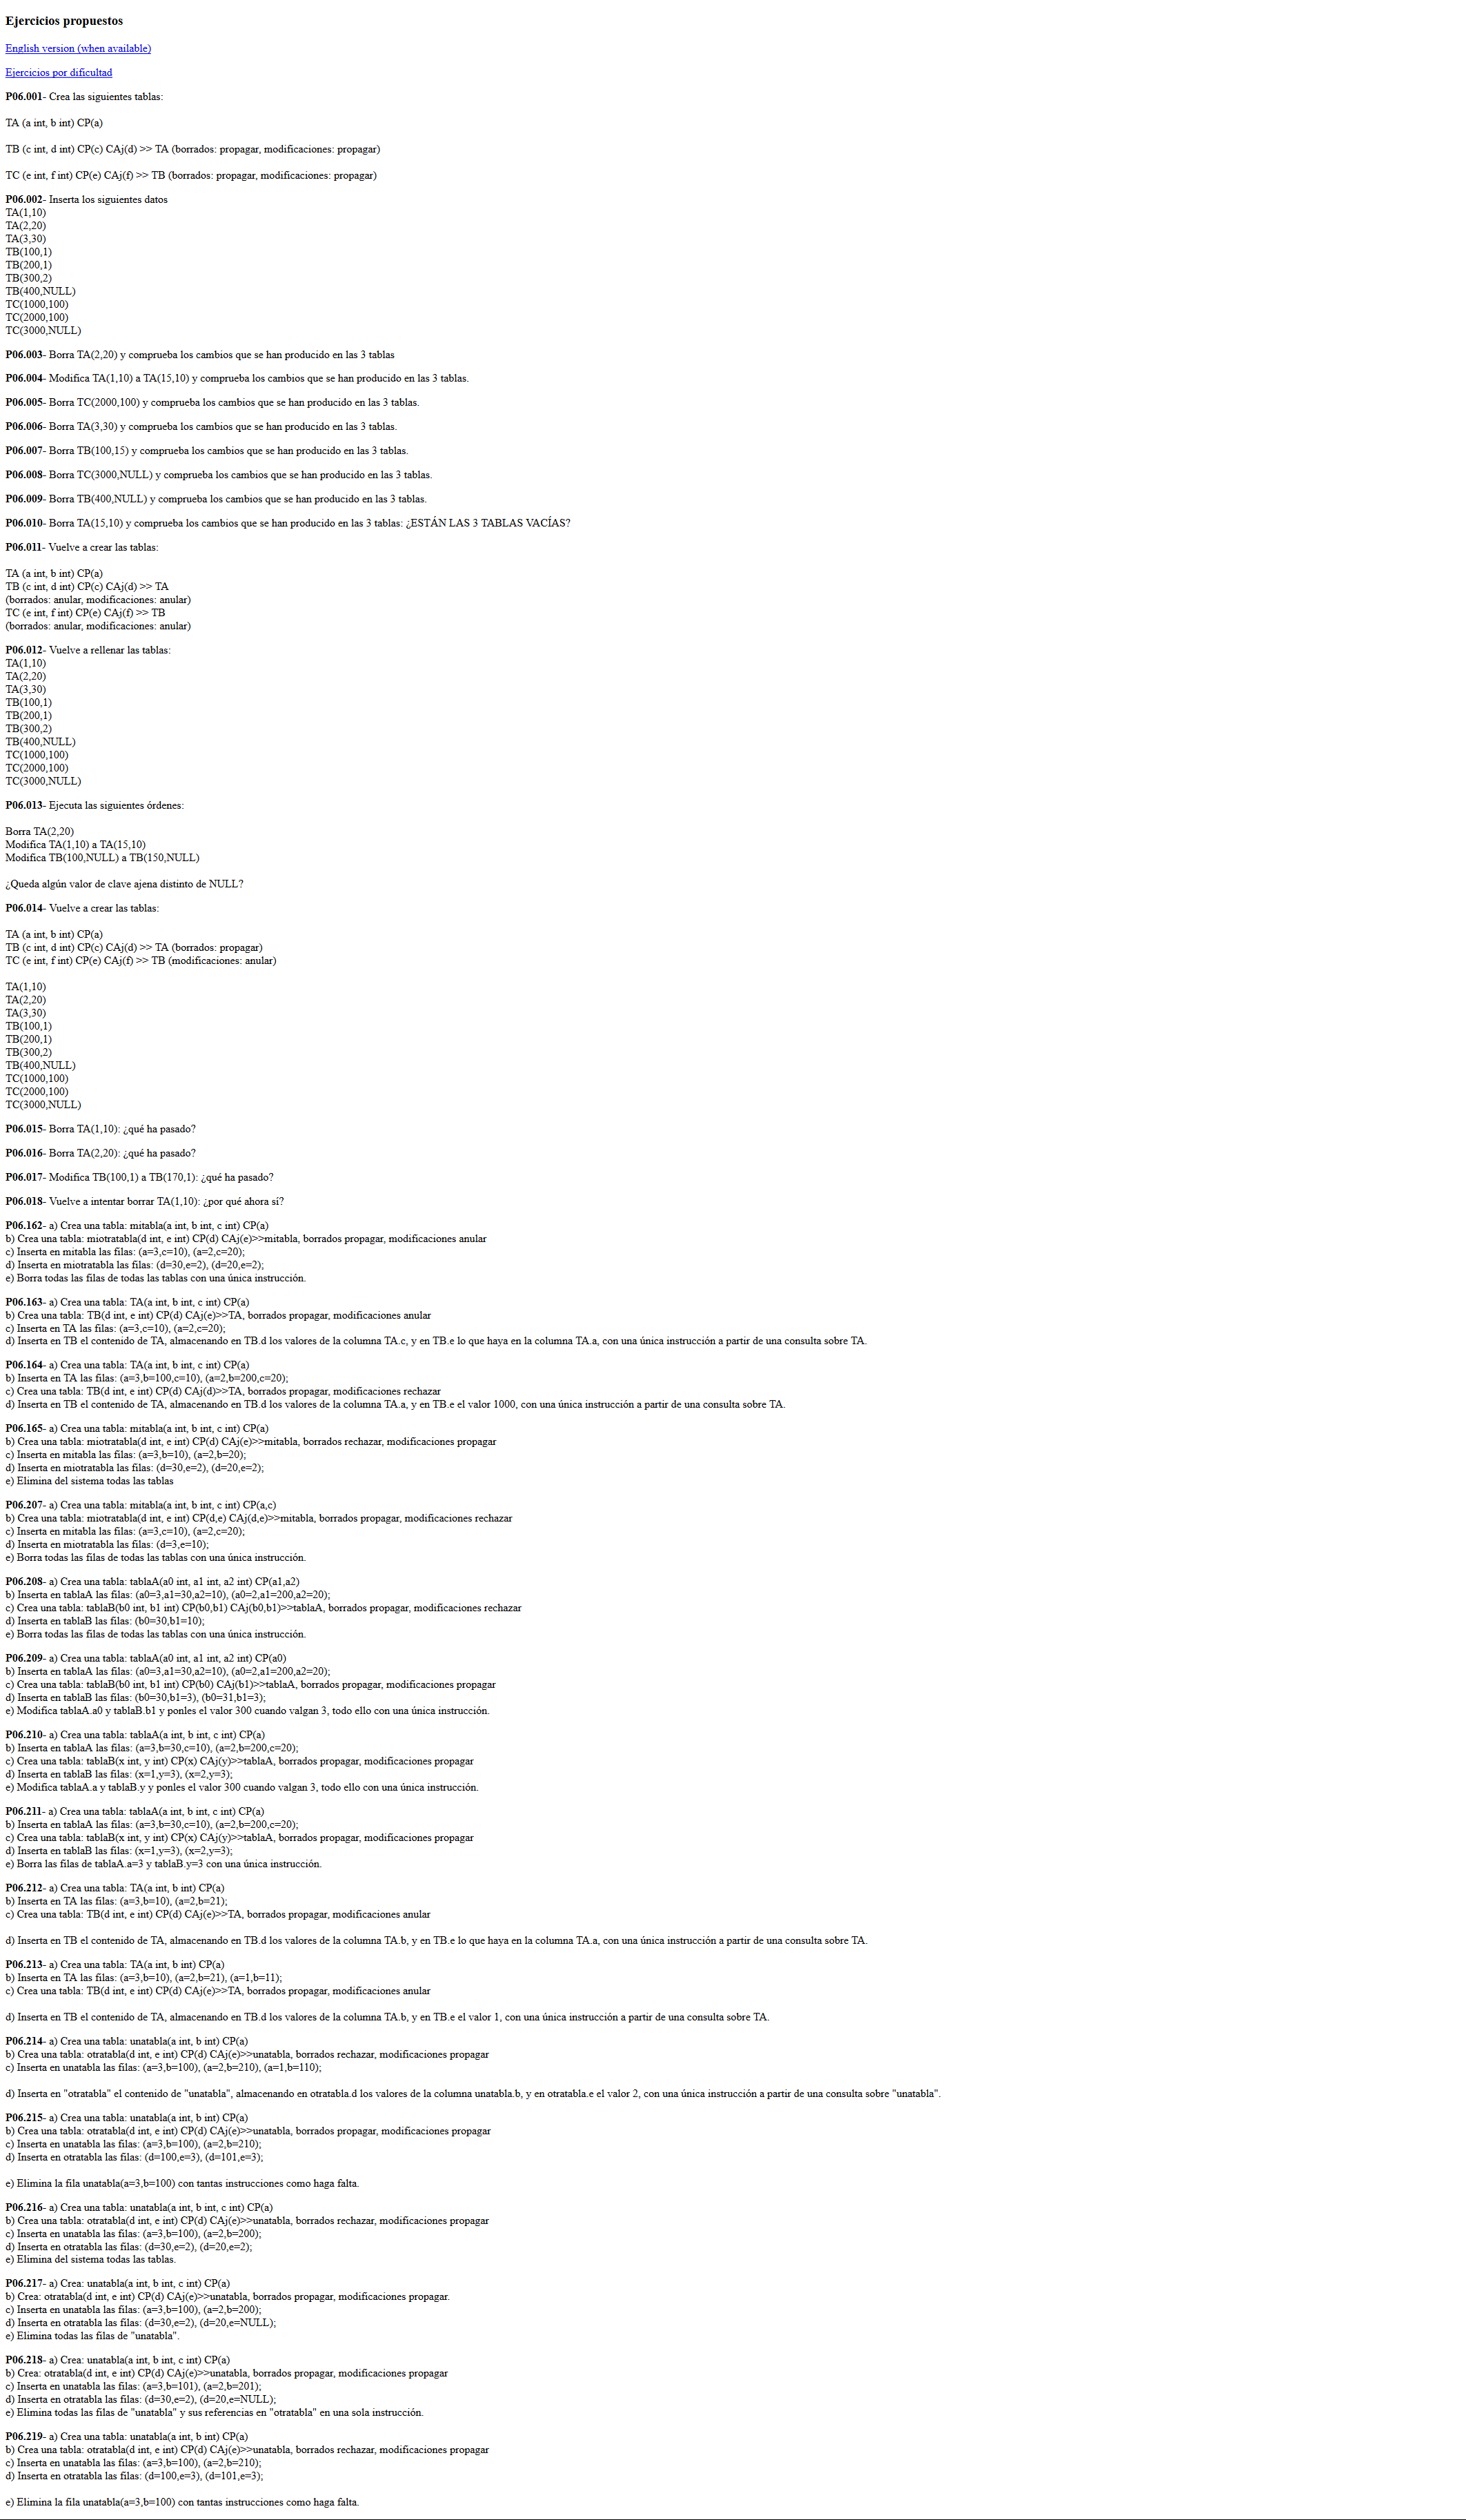 Ejercicios propuestos
English version (when available)
Ejercicios por dificultad
P06.001- Crea las siguientes tablas:
TA (a int, b int) CP(a)
TB (c int, d int) CP(c) CAj(d) >> TA (borrados: propagar, modificaciones: propagar)
TC (e int, f int) CP(e) CAj(f) >> TB (borrados: propagar, modificaciones: propagar)
P06.002- Inserta los siguientes datos
TA(1,10)
TA(2,20)
TA(3,30)
TB(100,1)
TB(200,1)
TB(300,2)
TB(400,NULL)
TC(1000,100)
TC(2000,100)
TC(3000,NULL)
P06.003- Borra TA(2,20) y comprueba los cambios que se han producido en las 3 tablas
P06.004- Modifica TA(1,10) a TA(15,10) y comprueba los cambios que se han producido en las 3 tablas.
P06.005- Borra TC(2000,100) y comprueba los cambios que se han producido en las 3 tablas.
P06.006- Borra TA(3,30) y comprueba los cambios que se han producido en las 3 tablas.
P06.007- Borra TB(100,15) y comprueba los cambios que se han producido en las 3 tablas.
P06.008- Borra TC(3000,NULL) y comprueba los cambios que se han producido en las 3 tablas.
P06.009- Borra TB(400,NULL) y comprueba los cambios que se han producido en las 3 tablas.
P06.010- Borra TA(15,10) y comprueba los cambios que se han producido en las 3 tablas: ¿ESTÁN LAS 3 TABLAS VACÍAS?
P06.011- Vuelve a crear las tablas:
TA (a int, b int) CP(a)
TB (c int, d int) CP(c) CAj(d) >> TA
(borrados: anular, modificaciones: anular)
TC (e int, f int) CP(e) CAj(f) >> TB
(borrados: anular, modificaciones: anular)
P06.012- Vuelve a rellenar las tablas:
TA(1,10)
TA(2,20)
TA(3,30)
TB(100,1)
TB(200,1)
TB(300,2)
TB(400,NULL)
TC(1000,100)
TC(2000,100)
TC(3000,NULL)
P06.013- Ejecuta las siguientes órdenes:
Borra TA(2,20)
Modifica TA(1,10) a TA(15,10)
Modifica TB(100,NULL) a TB(150,NULL)
¿Queda algún valor de clave ajena distinto de NULL?
P06.014- Vuelve a crear las tablas:
TA (a int, b int) CP(a)
TB (c int, d int) CP(c) CAj(d) >> TA (borrados: propagar)
TC (e int, f int) CP(e) CAj(f) >> TB (modificaciones: anular)
TA(1,10)
TA(2,20)
TA(3,30)
TB(100,1)
TB(200,1)
TB(300,2)
TB(400,NULL)
TC(1000,100)
TC(2000,100)
TC(3000,NULL)
P06.015- Borra TA(1,10): ¿qué ha pasado?
P06.016- Borra TA(2,20): ¿qué ha pasado?
P06.017- Modifica TB(100,1) a TB(170,1): ¿qué ha pasado?
P06.018- Vuelve a intentar borrar TA(1,10): ¿por qué ahora sí?
P06.162- a) Crea una tabla: mitabla(a int, b int, c int) CP(a)
b) Crea una tabla: miotratabla(d int, e int) CP(d) CAj(e)>>mitabla, borrados propagar, modificaciones anular
c) Inserta en mitabla las filas: (a=3,c=10), (a=2,c=20);
d) Inserta en miotratabla las filas: (d=30,e=2), (d=20,e=2);
e) Borra todas las filas de todas las tablas con una única instrucción.
P06.163- a) Crea una tabla: TA(a int, b int, c int) CP(a)
b) Crea una tabla: TB(d int, e int) CP(d) CAj(e)>>TA, borrados propagar, modificaciones anular
c) Inserta en TA las filas: (a=3,c=10), (a=2,c=20);
d) Inserta en TB el contenido de TA, almacenando en TB.d los valores de la columna TA.c, y en TB.e lo que haya en la columna TA.a, con una única instrucción a partir de una consulta sobre TA.
P06.164- a) Crea una tabla: TA(a int, b int, c int) CP(a)
b) Inserta en TA las filas: (a=3,b=100,c=10), (a=2,b=200,c=20);
c) Crea una tabla: TB(d int, e int) CP(d) CAj(d)>>TA, borrados propagar, modificaciones rechazar
d) Inserta en TB el contenido de TA, almacenando en TB.d los valores de la columna TA.a, y en TB.e el valor 1000, con una única instrucción a partir de una consulta sobre TA.
P06.165- a) Crea una tabla: mitabla(a int, b int, c int) CP(a)
b) Crea una tabla: miotratabla(d int, e int) CP(d) CAj(e)>>mitabla, borrados rechazar, modificaciones propagar
c) Inserta en mitabla las filas: (a=3,b=10), (a=2,b=20);
d) Inserta en miotratabla las filas: (d=30,e=2), (d=20,e=2);
e) Elimina del sistema todas las tablas
P06.207- a) Crea una tabla: mitabla(a int, b int, c int) CP(a,c)
b) Crea una tabla: miotratabla(d int, e int) CP(d,e) CAj(d,e)>>mitabla, borrados propagar, modificaciones rechazar
c) Inserta en mitabla las filas: (a=3,c=10), (a=2,c=20);
d) Inserta en miotratabla las filas: (d=3,e=10);
e) Borra todas las filas de todas las tablas con una única instrucción.
P06.208- a) Crea una tabla: tablaA(a0 int, a1 int, a2 int) CP(a1,a2)
b) Inserta en tablaA las filas: (a0=3,a1=30,a2=10), (a0=2,a1=200,a2=20);
c) Crea una tabla: tablaB(b0 int, b1 int) CP(b0,b1) CAj(b0,b1)>>tablaA, borrados propagar, modificaciones rechazar
d) Inserta en tablaB las filas: (b0=30,b1=10);
e) Borra todas las filas de todas las tablas con una única instrucción.
P06.209- a) Crea una tabla: tablaA(a0 int, a1 int, a2 int) CP(a0)
b) Inserta en tablaA las filas: (a0=3,a1=30,a2=10), (a0=2,a1=200,a2=20);
c) Crea una tabla: tablaB(b0 int, b1 int) CP(b0) CAj(b1)>>tablaA, borrados propagar, modificaciones propagar
d) Inserta en tablaB las filas: (b0=30,b1=3), (b0=31,b1=3);
e) Modifica tablaA.a0 y tablaB.b1 y ponles el valor 300 cuando valgan 3, todo ello con una única instrucción.
P06.210- a) Crea una tabla: tablaA(a int, b int, c int) CP(a)
b) Inserta en tablaA las filas: (a=3,b=30,c=10), (a=2,b=200,c=20);
c) Crea una tabla: tablaB(x int, y int) CP(x) CAj(y)>>tablaA, borrados propagar, modificaciones propagar
d) Inserta en tablaB las filas: (x=1,y=3), (x=2,y=3);
e) Modifica tablaA.a y tablaB.y y ponles el valor 300 cuando valgan 3, todo ello con una única instrucción.
P06.211- a) Crea una tabla: tablaA(a int, b int, c int) CP(a)
b) Inserta en tablaA las filas: (a=3,b=30,c=10), (a=2,b=200,c=20);
c) Crea una tabla: tablaB(x int, y int) CP(x) CAj(y)>>tablaA, borrados propagar, modificaciones propagar
d) Inserta en tablaB las filas: (x=1,y=3), (x=2,y=3);
e) Borra las filas de tablaA.a=3 y tablaB.y=3 con una única instrucción.
P06.212- a) Crea una tabla: TA(a int, b int) CP(a)
b) Inserta en TA las filas: (a=3,b=10), (a=2,b=21);
c) Crea una tabla: TB(d int, e int) CP(d) CAj(e)>>TA, borrados propagar, modificaciones anular
d) Inserta en TB el contenido de TA, almacenando en TB.d los valores de la columna TA.b, y en TB.e lo que haya en la columna TA.a, con una única instrucción a partir de una consulta sobre TA.
P06.213- a) Crea una tabla: TA(a int, b int) CP(a)
b) Inserta en TA las filas: (a=3,b=10), (a=2,b=21), (a=1,b=11);
c) Crea una tabla: TB(d int, e int) CP(d) CAj(e)>>TA, borrados propagar, modificaciones anular
d) Inserta en TB el contenido de TA, almacenando en TB.d los valores de la columna TA.b, y en TB.e el valor 1, con una única instrucción a partir de una consulta sobre TA.
P06.214- a) Crea una tabla: unatabla(a int, b int) CP(a)
b) Crea una tabla: otratabla(d int, e int) CP(d) CAj(e)>>unatabla, borrados rechazar, modificaciones propagar
c) Inserta en unatabla las filas: (a=3,b=100), (a=2,b=210), (a=1,b=110);
d) Inserta en "otratabla" el contenido de "unatabla", almacenando en otratabla.d los valores de la columna unatabla.b, y en otratabla.e el valor 2, con una única instrucción a partir de una consulta sobre "unatabla".
P06.215- a) Crea una tabla: unatabla(a int, b int) CP(a)
b) Crea una tabla: otratabla(d int, e int) CP(d) CAj(e)>>unatabla, borrados propagar, modificaciones propagar
c) Inserta en unatabla las filas: (a=3,b=100), (a=2,b=210);
d) Inserta en otratabla las filas: (d=100,e=3), (d=101,e=3);
e) Elimina la fila unatabla(a=3,b=100) con tantas instrucciones como haga falta.
P06.216- a) Crea una tabla: unatabla(a int, b int, c int) CP(a)
b) Crea una tabla: otratabla(d int, e int) CP(d) CAj(e)>>unatabla, borrados rechazar, modificaciones propagar
c) Inserta en unatabla las filas: (a=3,b=100), (a=2,b=200);
d) Inserta en otratabla las filas: (d=30,e=2), (d=20,e=2);
e) Elimina del sistema todas las tablas.
P06.217- a) Crea: unatabla(a int, b int, c int) CP(a)
b) Crea: otratabla(d int, e int) CP(d) CAj(e)>>unatabla, borrados propagar, modificaciones propagar.
c) Inserta en unatabla las filas: (a=3,b=100), (a=2,b=200);
d) Inserta en otratabla las filas: (d=30,e=2), (d=20,e=NULL);
e) Elimina todas las filas de "unatabla".
P06.218- a) Crea: unatabla(a int, b int, c int) CP(a)
b) Crea: otratabla(d int, e int) CP(d) CAj(e)>>unatabla, borrados propagar, modificaciones propagar
c) Inserta en unatabla las filas: (a=3,b=101), (a=2,b=201);
d) Inserta en otratabla las filas: (d=30,e=2), (d=20,e=NULL);
e) Elimina todas las filas de "unatabla" y sus referencias en "otratabla" en una sola instrucción.
P06.219- a) Crea una tabla: unatabla(a int, b int) CP(a)
b) Crea una tabla: otratabla(d int, e int) CP(d) CAj(e)>>unatabla, borrados rechazar, modificaciones propagar
c) Inserta en unatabla las filas: (a=3,b=100), (a=2,b=210);
d) Inserta en otratabla las filas: (d=100,e=3), (d=101,e=3);
e) Elimina la fila unatabla(a=3,b=100) con tantas instrucciones como haga falta.